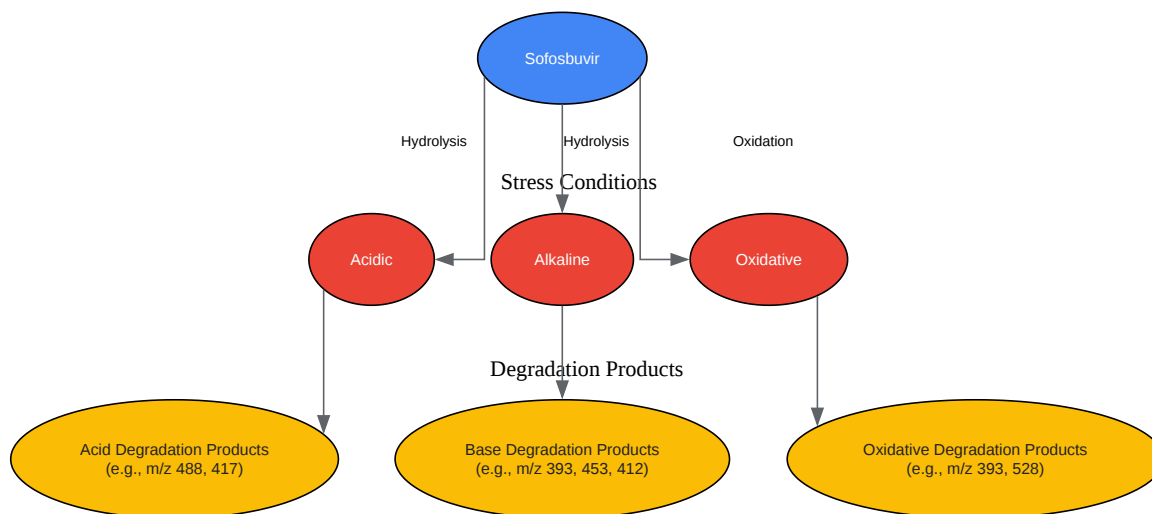 Sofosbuvir
Hydrolysis
Hydrolysis
Oxidation
Stress Conditions
Acidic
Alkaline
Oxidative
Degradation Products
Acid Degradation Products
(e.g., m/z 488, 417)
Base Degradation Products
(e.g., m/z 393, 453, 412)
Oxidative Degradation Products
(e.g., m/z 393, 528)